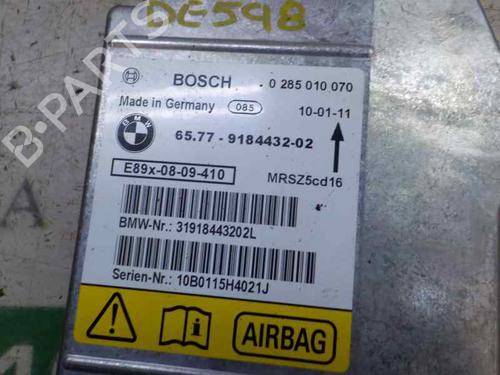 DE598
BOSCH 0 285 010 070
Made in Germany 085 10-01-11
BMW
65.77 - 9184432-02
E89x-08-09-410 MRSZ5cd16
BMW-Nr.: 31918443202L
Serien-Nr.: 10B0115H4021J
AIRBAG
B-PARTS